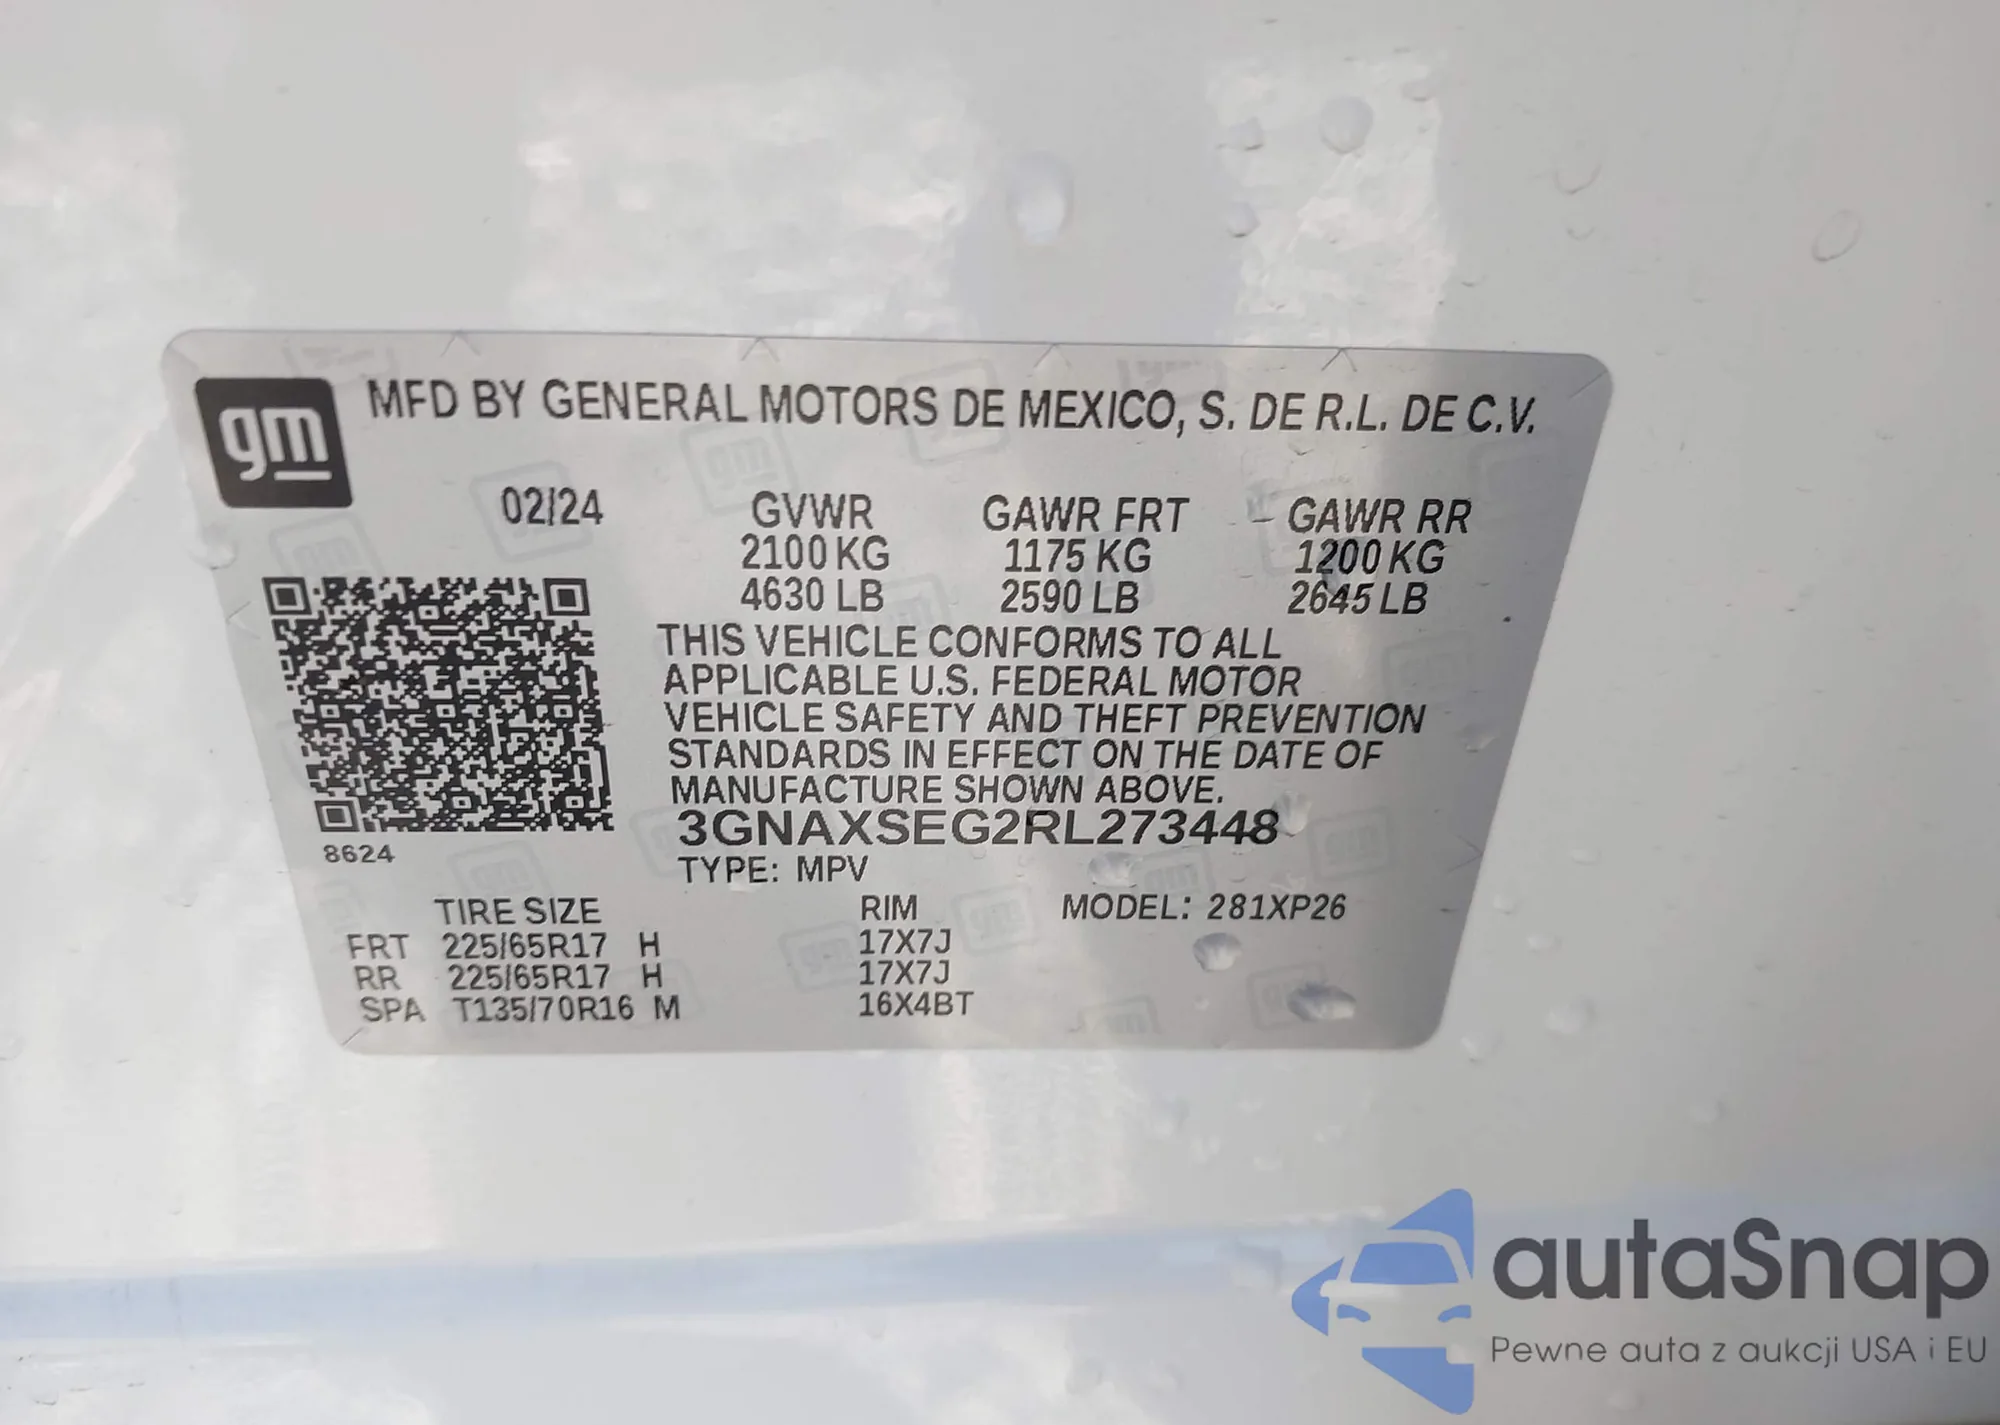 gm
MFD BY GENERAL MOTORS DE MEXICO, S. DE R.L. DE C.V.
02/24 GVWR GAWR FRT GAWR RR
2100 KG 1175 KG 1200 KG
4630 LB 2590 LB 2645 LB
THIS VEHICLE CONFORMS TO ALL
APPLICABLE U.S. FEDERAL MOTOR
VEHICLE SAFETY AND THEFT PREVENTION
STANDARDS IN EFFECT ON THE DATE OF
MANUFACTURE SHOWN ABOVE.
3GNAXSEG2RL273448
8624
TYPE: MPV
TIRE SIZE RIM MODEL: 281XP26
FRT 225/65R17 H 17X7J
RR 225/65R17 H 17X7J
SPA T135/70R16 M 16X4BT
autaSnap
Pewne auta z aukcji USA i EU